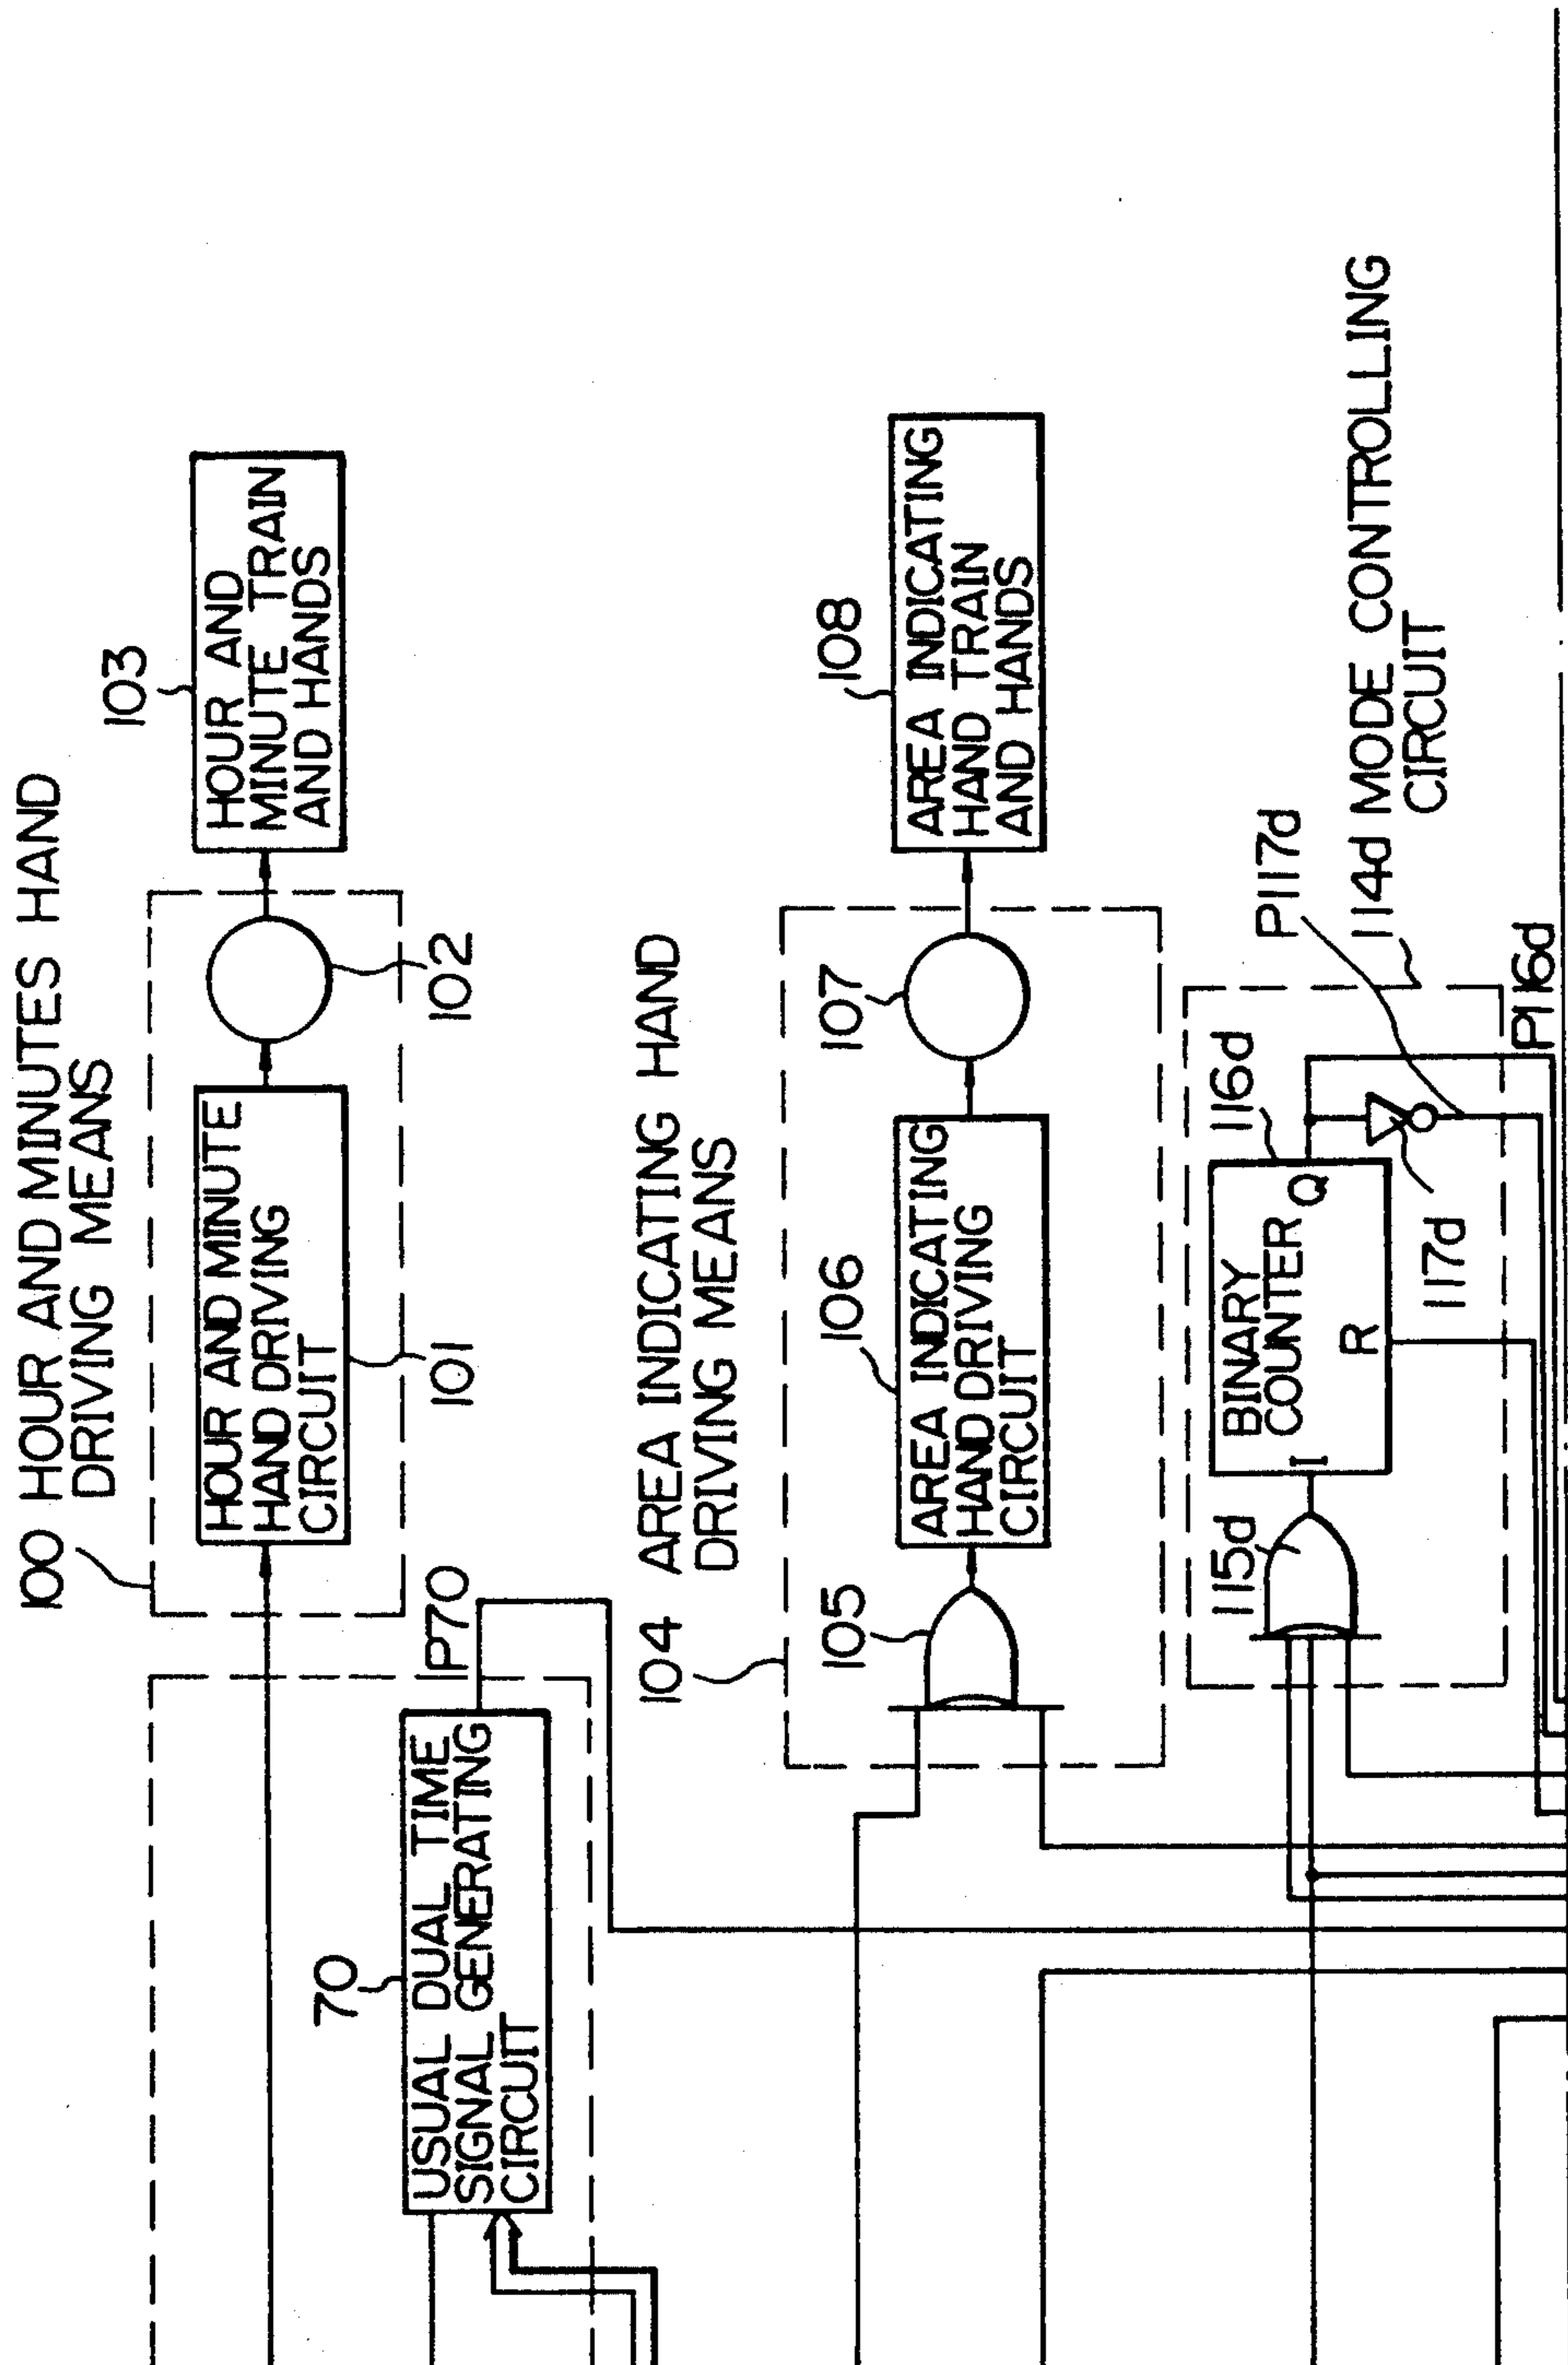 100 HOUR AND MINUTES HAND
DRIVING MEANS
HOUR AND MINUTE
HAND DRIVING
CIRCUIT
101
102
103
HOUR AND
MINUTE TRAIN
AND HANDS
70
USUAL DUAL TIME
SIGNAL GENERATING
CIRCUIT
P70
104 AREA INDICATING HAND
DRIVING MEANS
105
106
AREA INDICATING
HAND DRIVING
CIRCUIT
107
108
AREA INDICATING
HAND TRAIN
AND HANDS
115d
BINARY
COUNTER
I
Q
R
116d
117d
P117d
114d MODE CONTROLLING
CIRCUIT
P116d